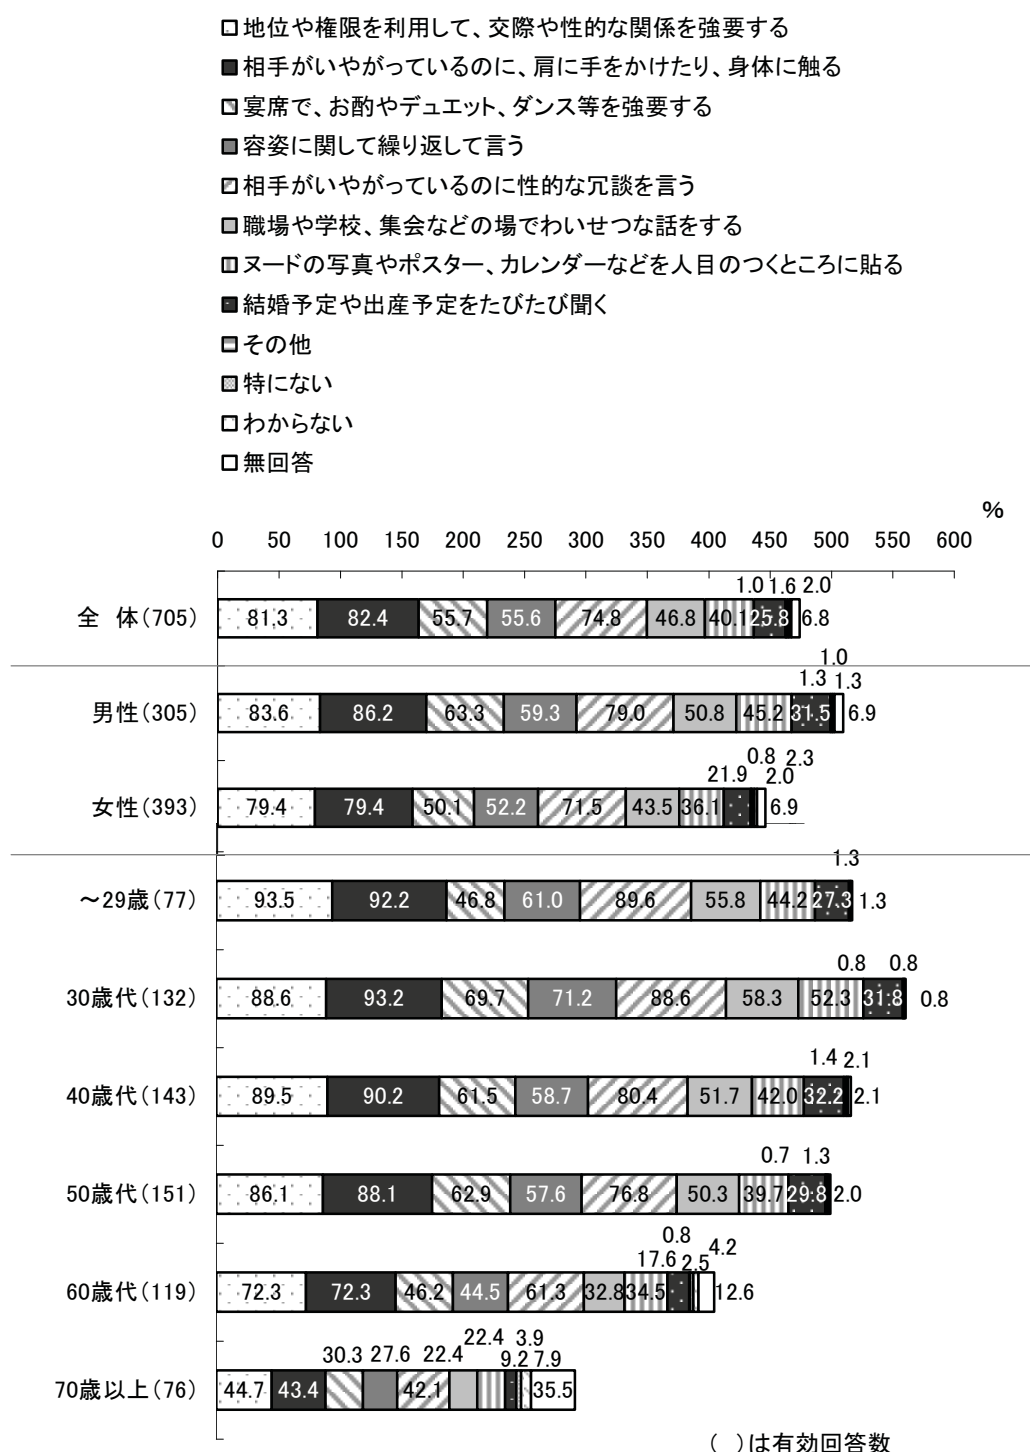 地位や権限を利用して、交際や性的な関係を強要する
相手がいやがっているのに、肩に手をかけたり、身体に触る
宴席で、お酌やデュエット、ダンス等を強要する
容姿に関して繰り返して言う
相手がいやがっているのに性的な冗談を言う
職場や学校、集会などの場でわいせつな話をする
ヌードの写真やポスター、カレンダーなどを人目のつくところに貼る
結婚予定や出産予定をたびたび聞く
その他
特にない
わからない
無回答
%
0 50 100 150 200 250 300 350 400 450 500 550 600
1.0 1.6 2.0
全 体(705) 81.3 82.4 55.7 55.6 74.8 46.8 40.1 25.8 6.8
1.0
1.3 1.3
男性(305) 83.6 86.2 63.3 59.3 79.0 50.8 45.2 31.5 6.9
0.8 2.3
21.9 2.0
女性(393) 79.4 79.4 50.1 52.2 71.5 43.5 36.1 6.9
1.3
～29歳(77) 93.5 92.2 46.8 61.0 89.6 55.8 44.2 27.3 1.3
0.8 0.8
30歳代(132) 88.6 93.2 69.7 71.2 88.6 58.3 52.3 31.8 0.8
1.4 2.1
40歳代(143) 89.5 90.2 61.5 58.7 80.4 51.7 42.0 32.2 2.1
0.7 1.3
50歳代(151) 86.1 88.1 62.9 57.6 76.8 50.3 39.7 29.8 2.0
0.8 4.2
17.6 2.5
60歳代(119) 72.3 72.3 46.2 44.5 61.3 32.8 34.5 12.6
22.4 3.9
30.3 27.6 22.4 9.2 7.9
70歳以上(76) 44.7 43.4 42.1 35.5
( )は有効回答数